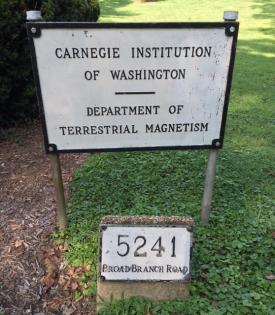 CARNEGIE INSTITUTION
OF WASHINGTON
DEPARTMENT OF
TERRESTRIAL MAGNETISM
5241
BROAD BRANCH ROAD